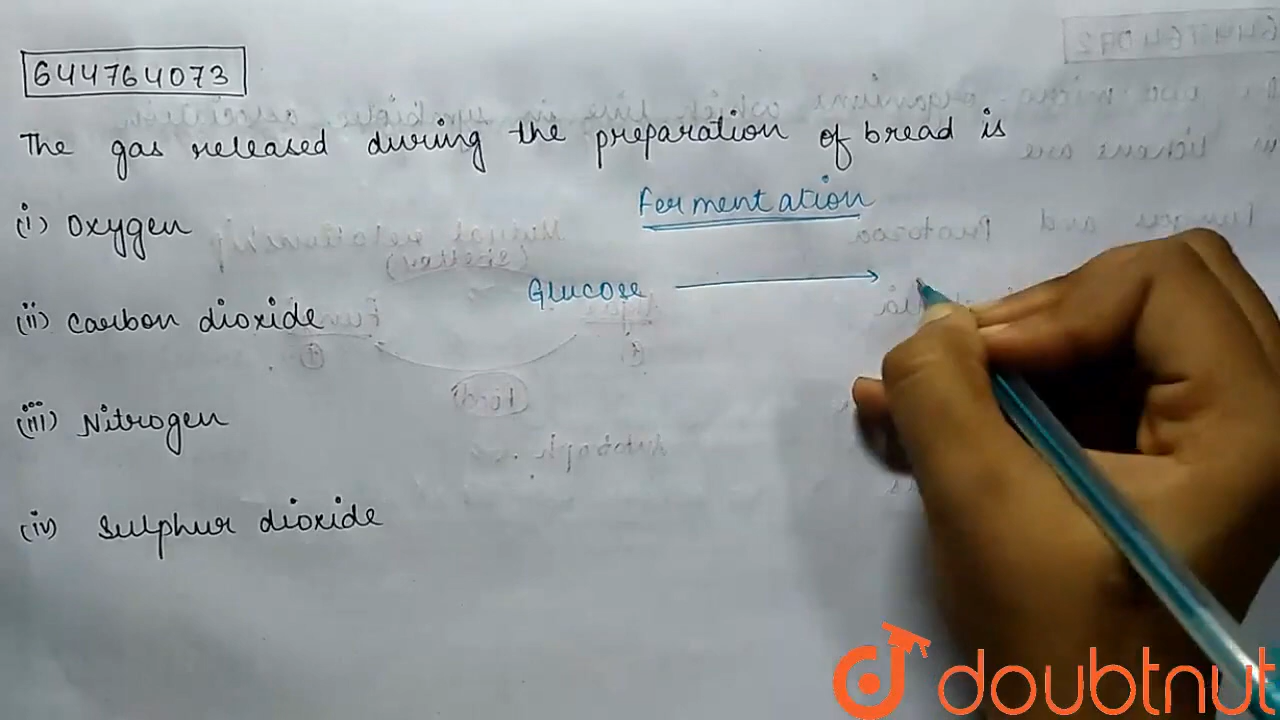 644764073
The gas released during the preparation of bread is
Fermentation
(i) Oxygen
Glucose
(ii) Carbon dioxide
(iii) Nitrogen
(iv) Sulphur dioxide
doubtnut